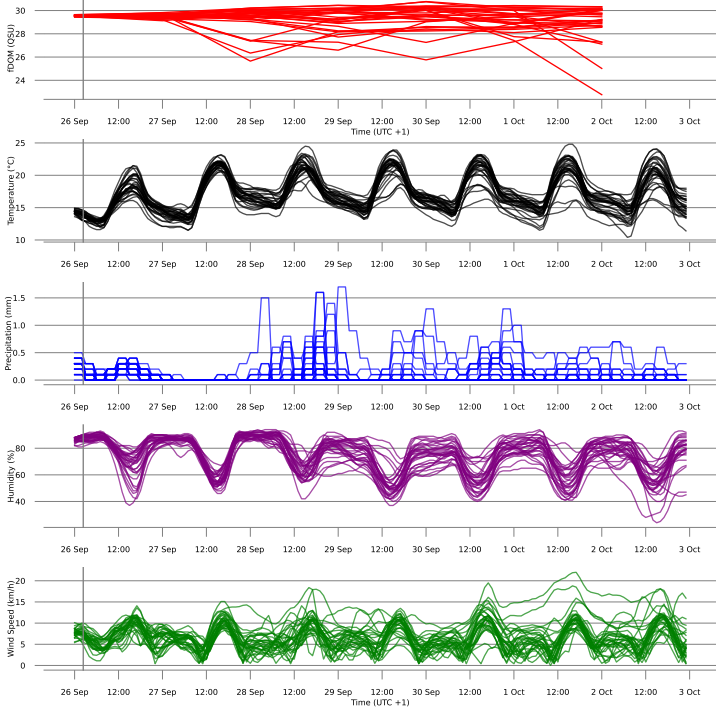 30
28
26
24
fDOM (QSU)
26 Sep 12:00 27 Sep 12:00 28 Sep 12:00 29 Sep 12:00 30 Sep 12:00 1 Oct 12:00 2 Oct 12:00 3 Oct
Time (UTC +1)
25
20
15
10
Temperature (°C)
26 Sep 12:00 27 Sep 12:00 28 Sep 12:00 29 Sep 12:00 30 Sep 12:00 1 Oct 12:00 2 Oct 12:00 3 Oct
1.5
1.0
0.5
0.0
Precipitation (mm)
26 Sep 12:00 27 Sep 12:00 28 Sep 12:00 29 Sep 12:00 30 Sep 12:00 1 Oct 12:00 2 Oct 12:00 3 Oct
80
60
40
Humidity (%)
26 Sep 12:00 27 Sep 12:00 28 Sep 12:00 29 Sep 12:00 30 Sep 12:00 1 Oct 12:00 2 Oct 12:00 3 Oct
20
15
10
5
0
Wind Speed (km/h)
26 Sep 12:00 27 Sep 12:00 28 Sep 12:00 29 Sep 12:00 30 Sep 12:00 1 Oct 12:00 2 Oct 12:00 3 Oct
Time (UTC +1)